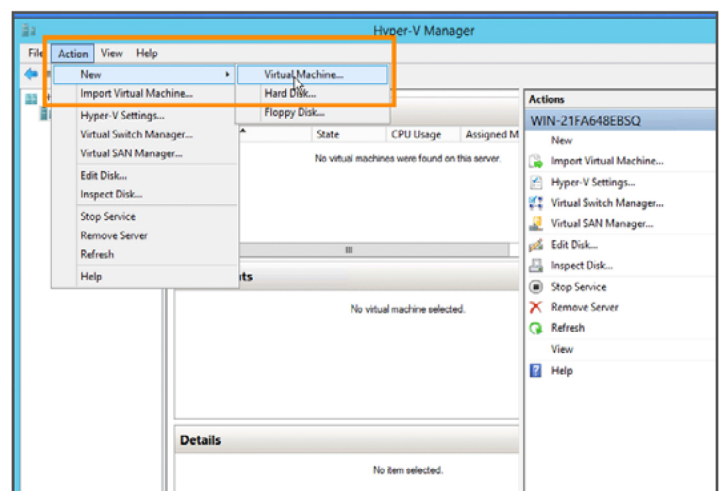 Hyper-V Manager
File Action View Help
New
Import Virtual Machine...
Hyper-V Settings...
Virtual Switch Manager...
Virtual SAN Manager...
Edit Disk...
Inspect Disk...
Stop Service
Remove Server
Refresh
Help
Virtual Machine...
Hard Disk...
Floppy Disk...
State CPU Usage Assigned M
No virtual machines were found on this server.
No virtual machine selected.
Details
No item selected.
Actions
WIN-21FA648EBSQ
New
Import Virtual Machine...
Hyper-V Settings...
Virtual Switch Manager...
Virtual SAN Manager...
Edit Disk...
Inspect Disk...
Stop Service
Remove Server
Refresh
View
Help